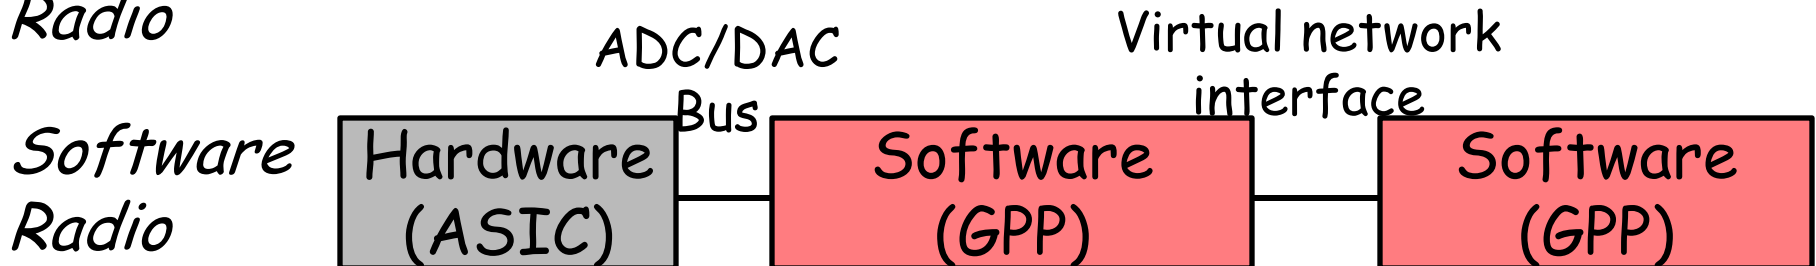 Radio
ADC/DAC
Bus
Virtual network
interface
Software
Radio
Hardware
(ASIC)
Software
(GPP)
Software
(GPP)